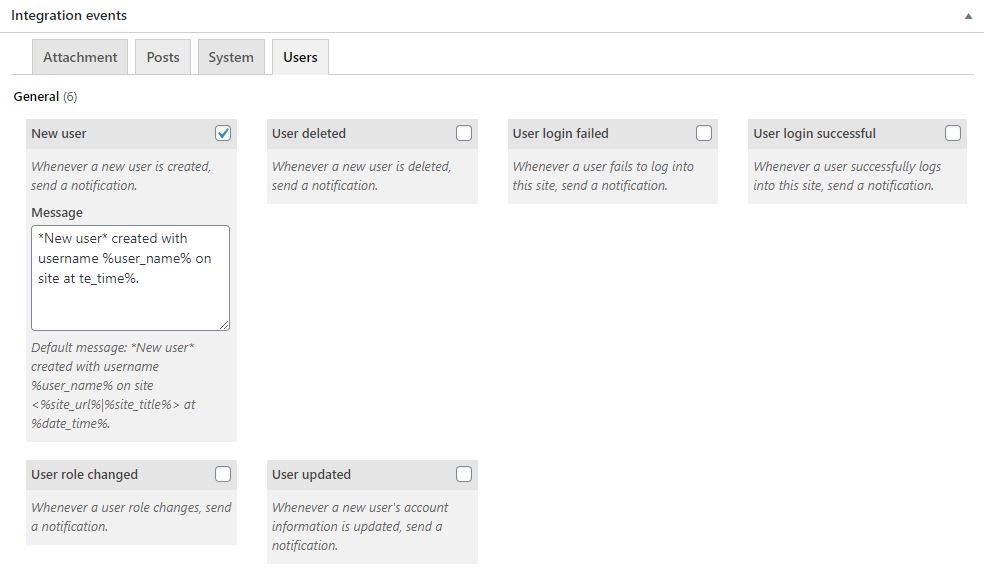 Integration events
Attachment
Posts
System
Users
General (6)
New user
Whenever a new user is created,
send a notification.
Message
*New user* created with
username %user_name% on
site at te_time%.
Default message: *New user*
created with username
%user_name% on site
<%site_url%|%site_title%> at
%date_time%.
User deleted
Whenever a new user is deleted,
send a notification.
User login failed
Whenever a user fails to log into
this site, send a notification.
User login successful
Whenever a user successfully logs
into this site, send a notification.
User role changed
Whenever a user role changes, send
a notification.
User updated
Whenever a new user's account
information is updated, send a
notification.